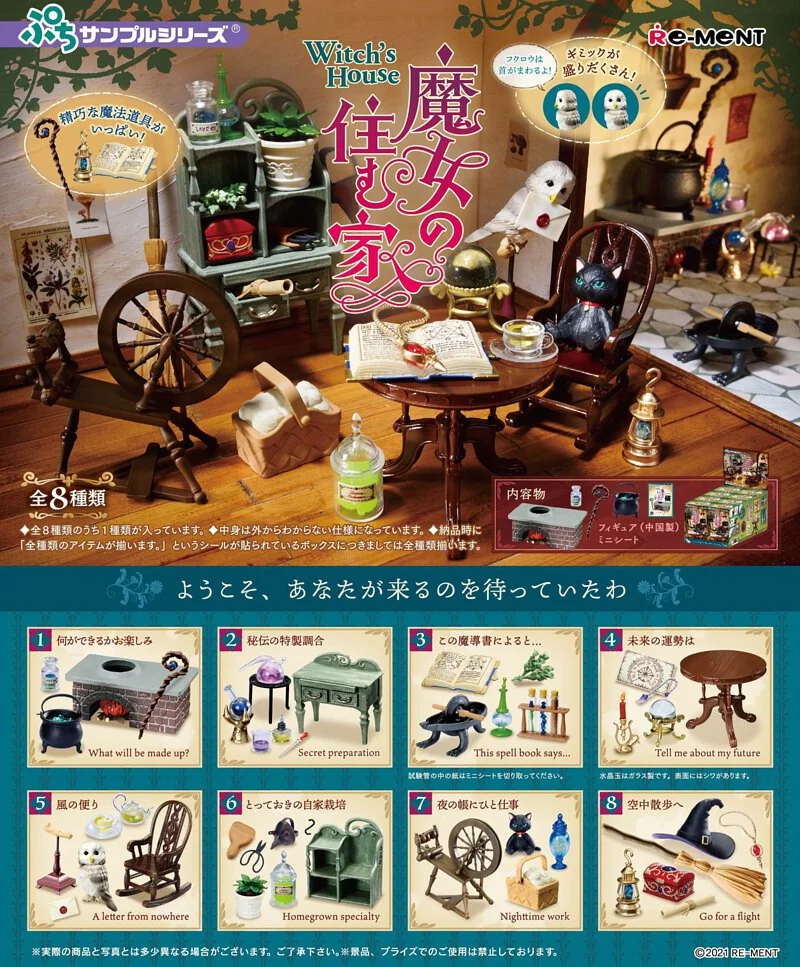 ぷちサンプルシリーズ®
Re-MeNT
Witch's
House
魔女の
住む家
フクロウは
首がまわるよ!
ギミックが
盛りだくさん!
精巧な魔法道具が
いっぱい!
全8種類
◆全8種類のうち1種類が入っています。◆中身は外からわからない仕様になっています。◆納品時に
「全種類のアイテムが揃います。」というシールが貼られているボックスにつきましては全種類揃います。
内容物
フィギュア(中国製)
ミニシート
ようこそ、あなたが来るのを待っていたわ
1 何ができるかお楽しみ
What will be made up?
2 秘伝の特製調合
Secret preparation
3 この魔導書によると…
This spell book says...
試験管の中の紙はミニシートを切り取ってください。
4 未来の運勢は
Tell me about my future
水晶玉はガラス製です。表面にはシワがあります。
5 風の便り
A letter from nowhere
6 とっておきの自家栽培
Homegrown specialty
7 夜の帳にひと仕事
Nighttime work
8 空中散歩へ
Go for a flight
※実際の商品と写真とは多少異なる場合がございます。ご了承下さい。※景品、プライズでのご使用は禁止しております。
©2021 RE-MENT